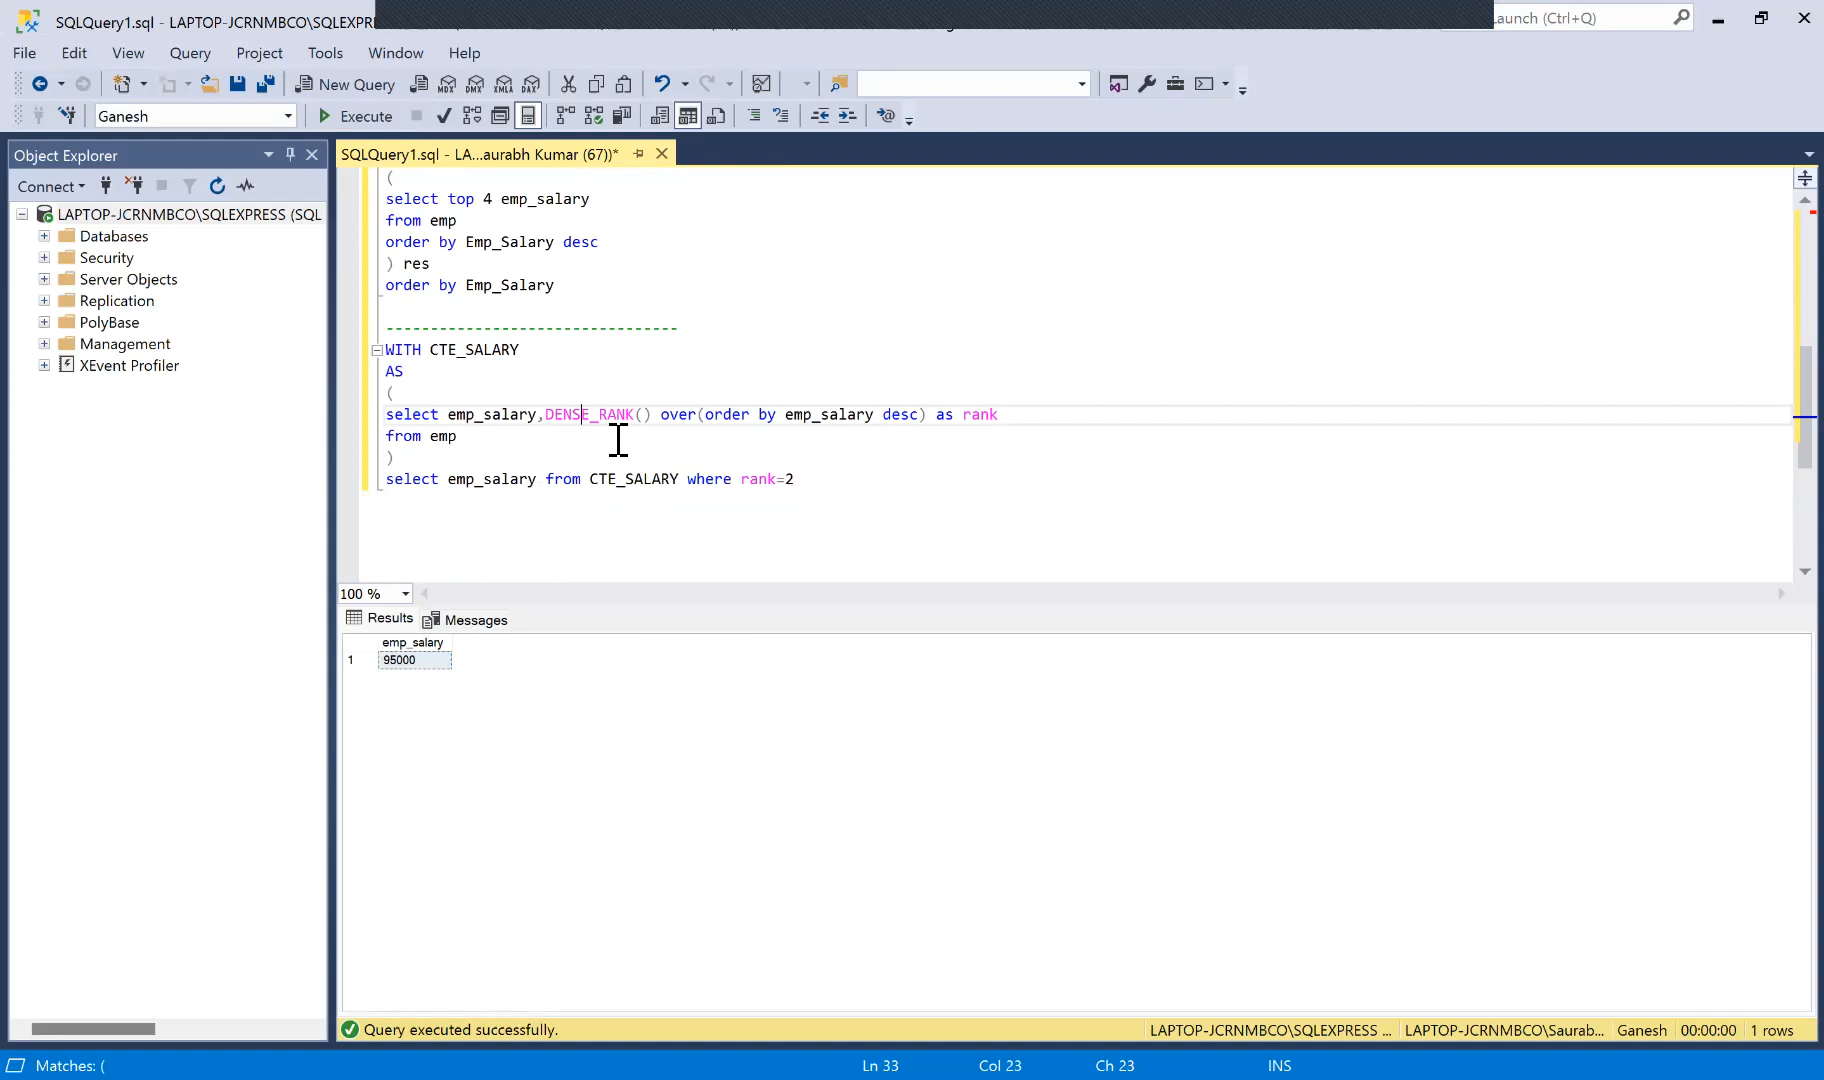 SQLQuery1.sql - LAPTOP-JCRNMBCO\SQLEXPRE
Launch (Ctrl+Q)
File Edit View Query Project Tools Window Help
New Query MDX DMX XMLA DAX
Ganesh Execute
Object Explorer
SQLQuery1.sql - LA...aurabh Kumar (67))*
Connect
LAPTOP-JCRNMBCO\SQLEXPRESS (SQL
Databases
Security
Server Objects
Replication
PolyBase
Management
XEvent Profiler
(
select top 4 emp_salary
from emp
order by Emp_Salary desc
) res
order by Emp_Salary
---------------------------------
WITH CTE_SALARY
AS
(
select emp_salary,DENSE_RANK() over(order by emp_salary desc) as rank
from emp
)
select emp_salary from CTE_SALARY where rank=2
100 %
Results Messages
emp_salary
1 95000
Query executed successfully. LAPTOP-JCRNMBCO\SQLEXPRESS ... LAPTOP-JCRNMBCO\Saurab... Ganesh 00:00:00 1 rows
Matches: ( Ln 33 Col 23 Ch 23 INS